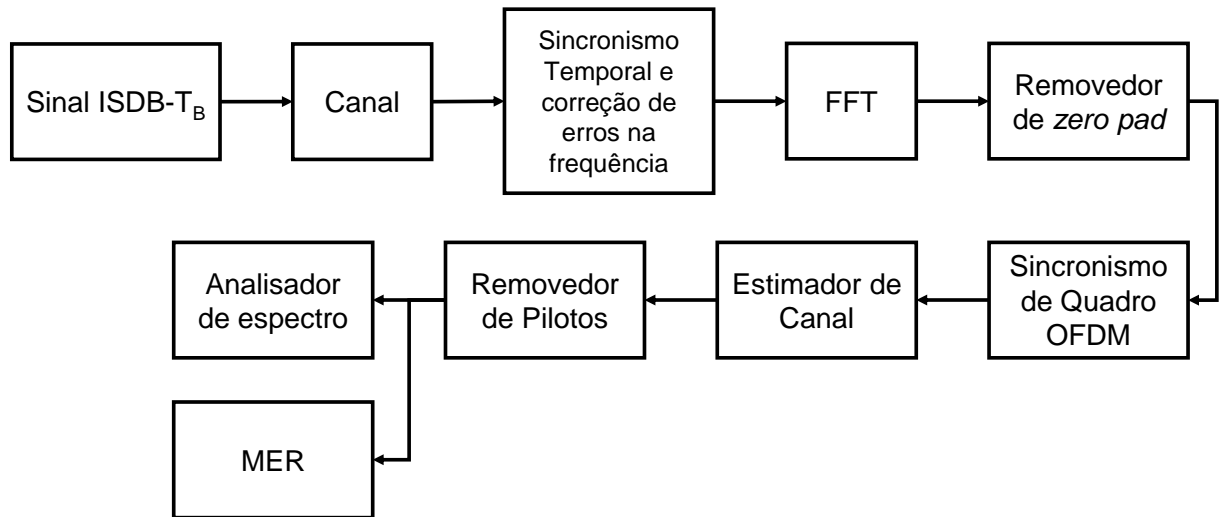 Sinal ISDB-T_B
Canal
Sincronismo
Temporal e
correção de
erros na
frequência
FFT
Removedor
de zero pad
Sincronismo
de Quadro
OFDM
Estimador de
Canal
Removedor
de Pilotos
Analisador
de espectro
MER